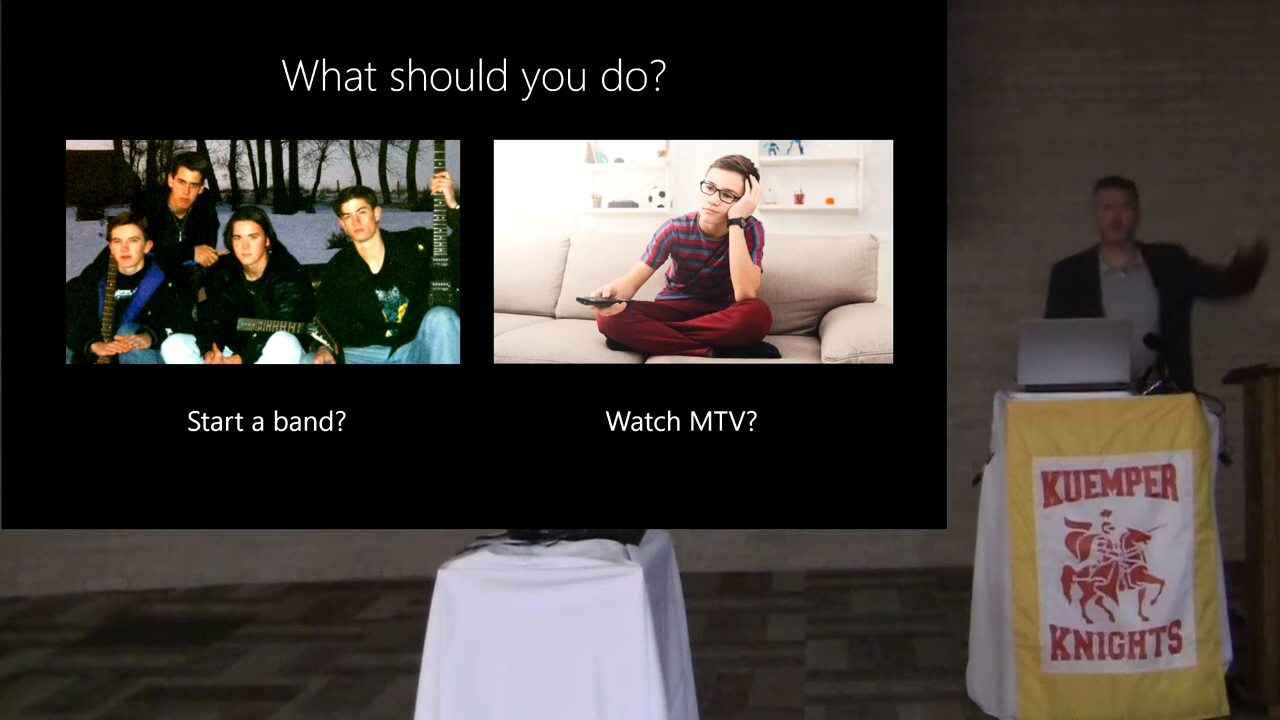 What should you do?
Start a band?
Watch MTV?
KUEMPER
KNIGHTS